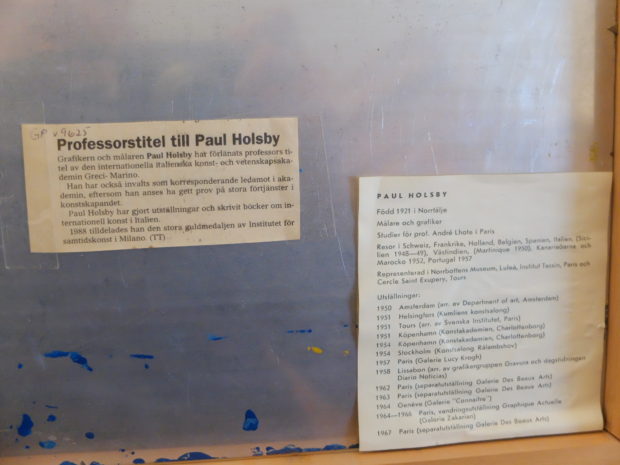 GP
Professorstitel till Paul Holsby
Grafikern och målaren Paul Holsby har förlänats professors ti-
tel av den internationella italienska konst- och vetenskapsaka-
demin Greci-Marino.
Han har också invalts som korresponderande ledamot i aka-
demin, eftersom han anses ha gett prov på stora förtjänster i
konstskapandet.
Paul Holsby har gjort utställningar och skrivit böcker om in-
ternationell konst i Italien.
1988 tilldelades han den stora guldmedaljen av Institutet för
samtidskonst i Milano. (TT)
PAUL HOLSBY
Född 1921 i Norrtälje
Målare och grafiker
Studier för prof. André Lhote i Paris
Resor i Schweiz, Frankrike, Holland, Belgien, Spanien, Italien, (Sici-
lien 1948—49), Västindien, (Martinique 1950), Kanarieöarna och
Marocko 1952, Portugal 1957
Representerad i Norrbottens Museum, Luleå, Institut Tessin, Paris och
Cercle Saint Exupery, Tours
Utställningar:
1950 Amsterdam (arr. av Department of art, Amsterdam)
1951 Helsingfors (Kumliens konstsalong)
1951 Tours (arr. av Svenska Institutet, Paris)
1951 Köpenhamn (Konstakademien, Charlottenborg)
1954 Köpenhamn (Konstakademien, Charlottenborg)
1954 Stockholm (Konstsalong Rålambshov)
1957 Paris (Galerie Lucy Krogh)
1958 Lissabon (arr. av grafikergruppen Gravura och dagstidningen
Diario Noticias)
1962 Paris (separatutställning Galerie Des Beaux Arts)
1963 Paris (separatutställning Galerie Des Beaux Arts)
1964 Genève (Galerie "Connaitre")
1964—1966 Paris, vandringsutställning Graphique Actuelle
(Galerie Zakarian)
1967 Paris (separatutställning Galerie Des Beaux Arts)